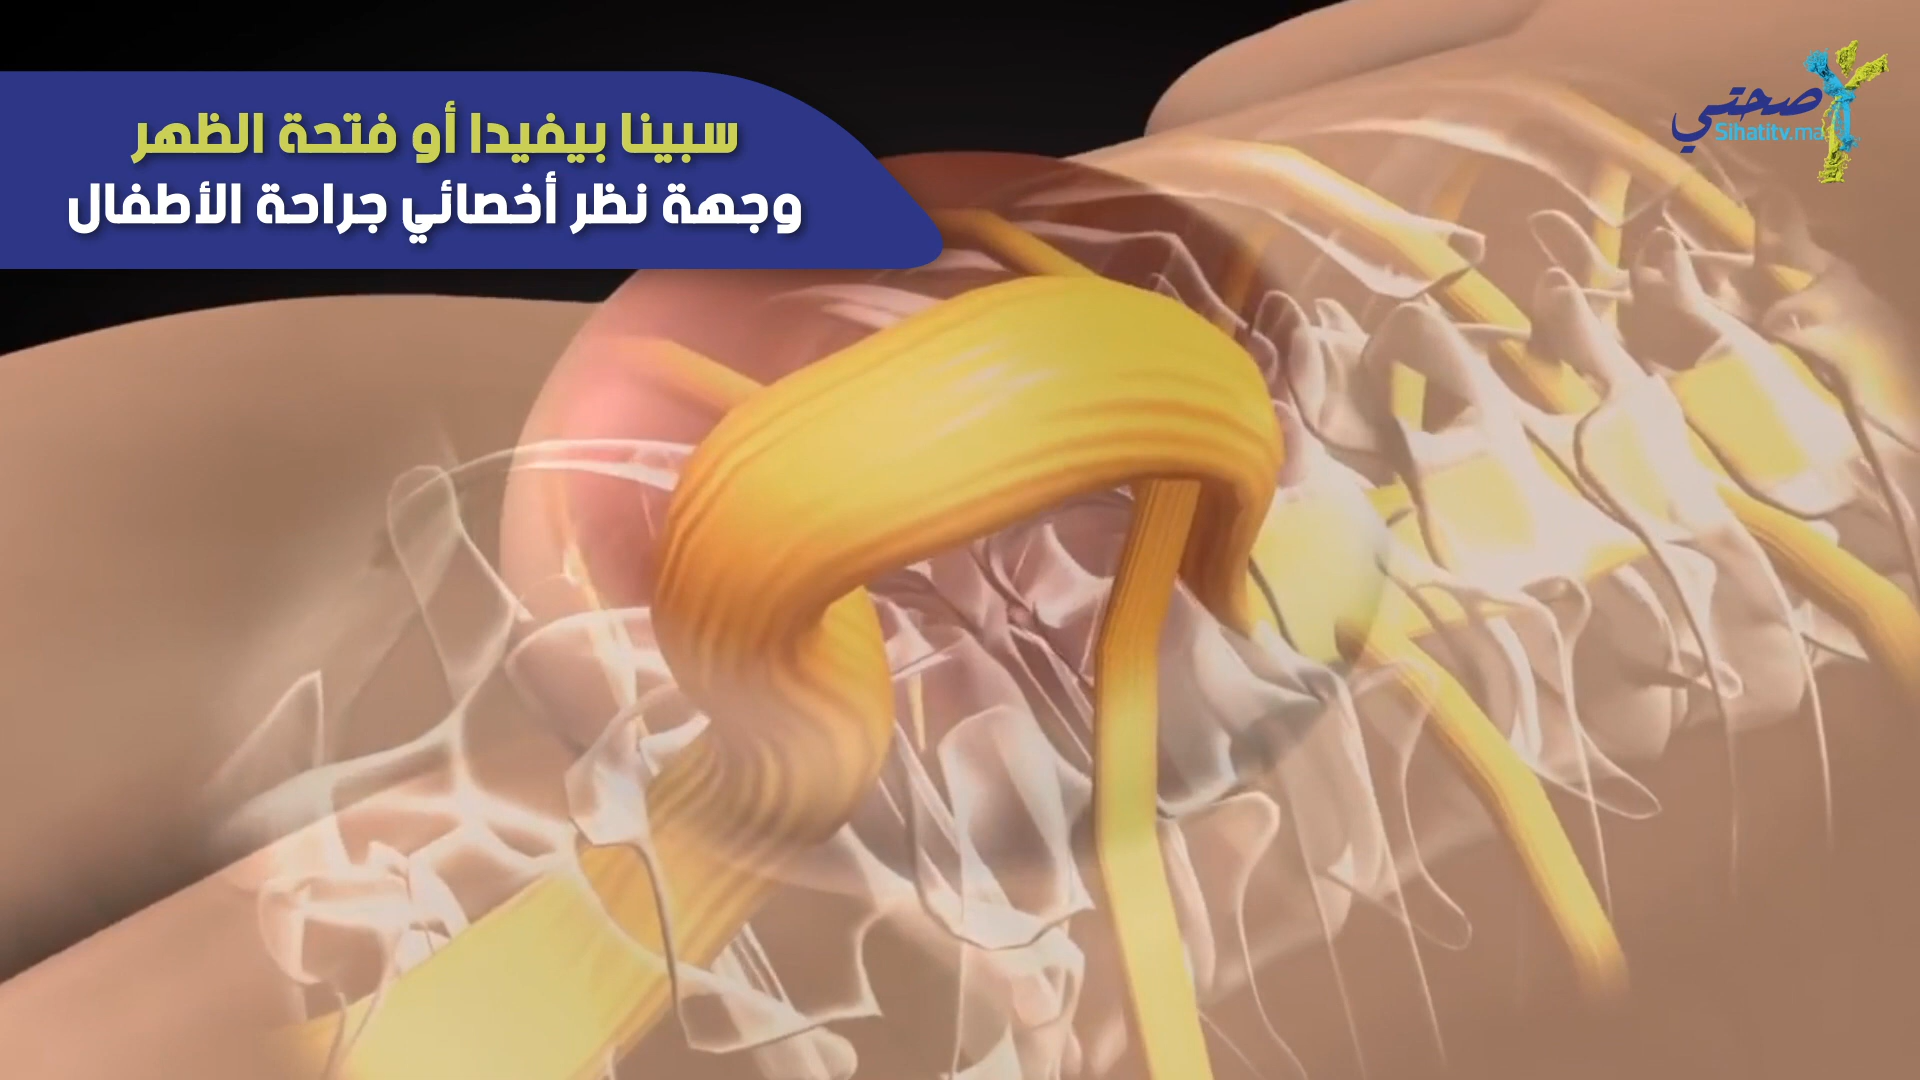 سبينا بيفيدا أو فتحة الظهر
وجهة نظر أخصائي جراحة الأطفال
صحتي
Sihatitv.ma